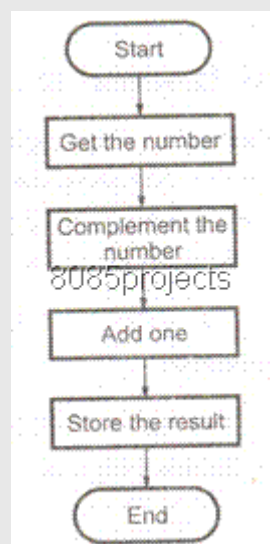 Start
Get the number
Complement the
number
8085projects
Add one
Store the result
End